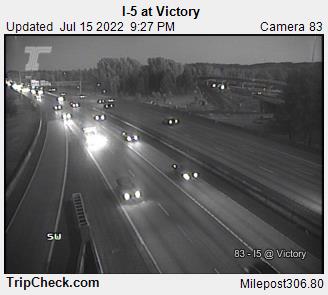 I-5 at Victory
Updated Jul 15 2022 9:27 PM Camera 83
T
SW
83 - I5 @ Victory
TripCheck.com Milepost306.80